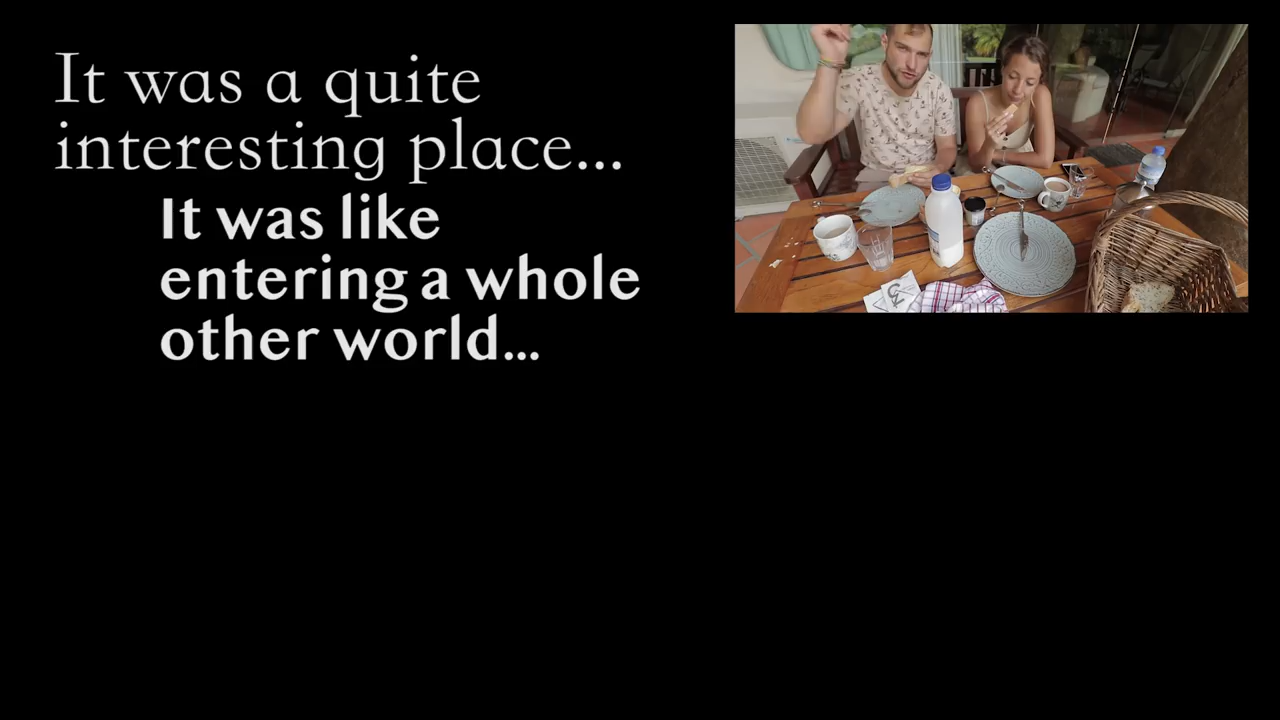 It was a quite
interesting place...
It was like
entering a whole
other world...